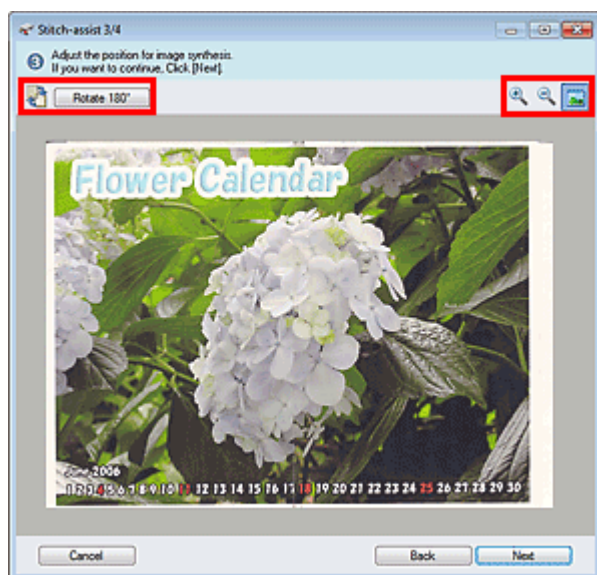 Stitch-assist 3/4
3 Adjust the position for image synthesis.
If you want to continue, Click [Next].
Rotate 180°
Flower Calendar
June 2006
1 2 3 4 5 6 7 8 9 10 11 12 13 14 15 16 17 18 19 20 21 22 23 24 25 26 27 28 29 30
Cancel Back Next